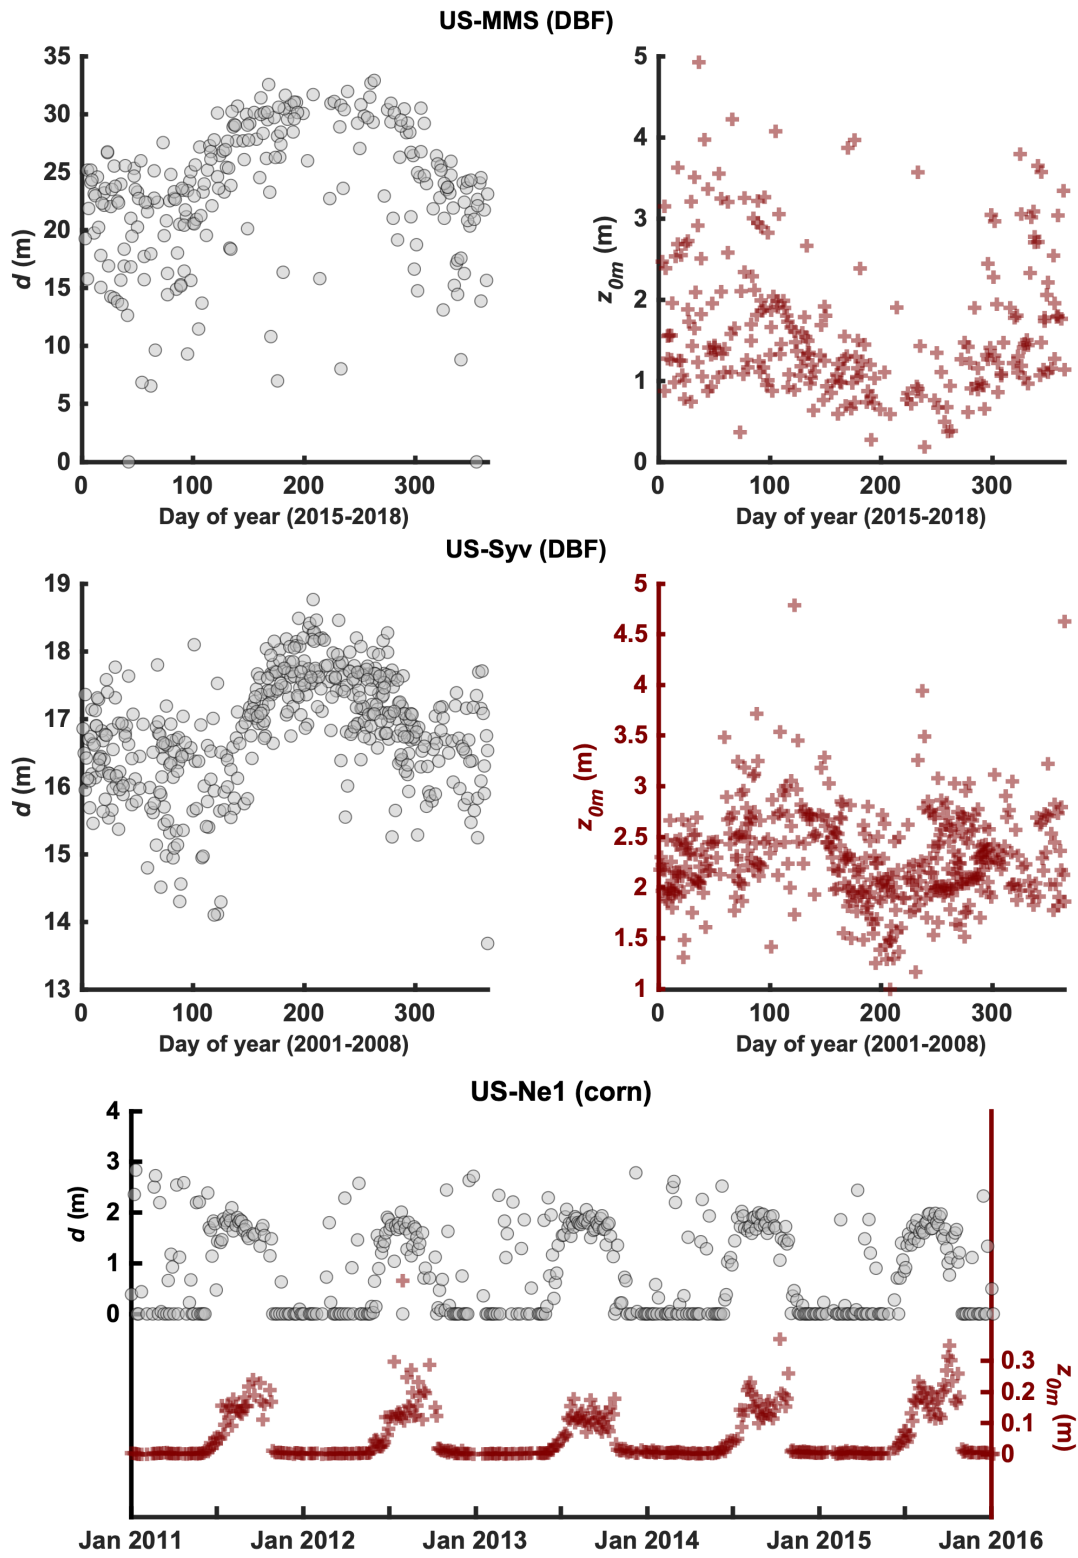 US-MMS (DBF)
35
30
25
20
15
10
5
0
d (m)
0 100 200 300
Day of year (2015-2018)
5
4
3
2
1
0
z0m (m)
0 100 200 300
Day of year (2015-2018)
US-Syv (DBF)
19
18
17
16
15
14
13
d (m)
0 100 200 300
Day of year (2001-2008)
5
4.5
4
3.5
3
2.5
2
1.5
1
z0m (m)
0 100 200 300
Day of year (2001-2008)
US-Ne1 (corn)
4
3
2
1
0
d (m)
0.3
0.2
0.1
0
z0m (m)
Jan 2011 Jan 2012 Jan 2013 Jan 2014 Jan 2015 Jan 2016